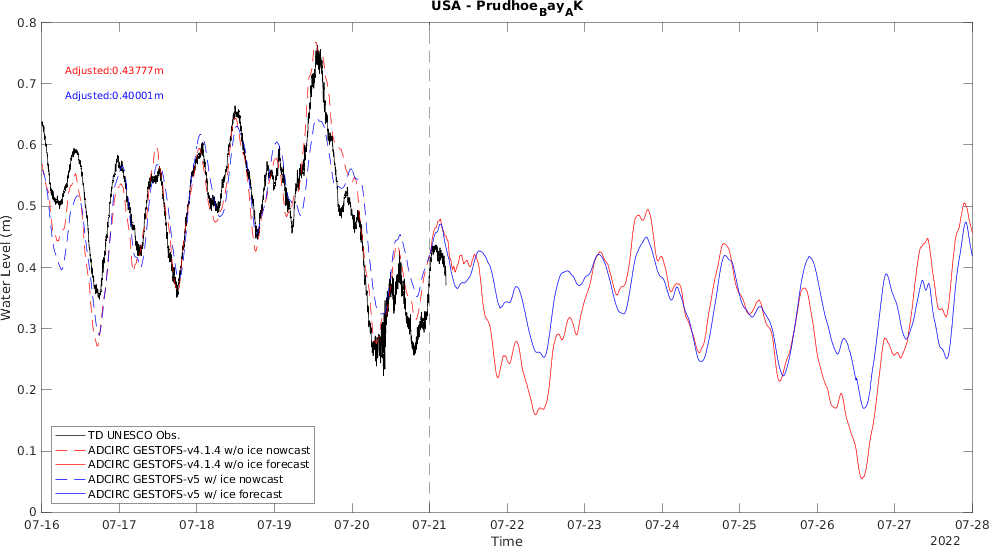 USA - Prudhoe_Bay_AK
Adjusted:0.43777m
Adjusted:0.40001m
Water Level (m)
0.8
0.7
0.6
0.5
0.4
0.3
0.2
0.1
0
TD UNESCO Obs.
ADCIRC GESTOFS-v4.1.4 w/o ice nowcast
ADCIRC GESTOFS-v4.1.4 w/o ice forecast
ADCIRC GESTOFS-v5 w/ ice nowcast
ADCIRC GESTOFS-v5 w/ ice forecast
07-16 07-17 07-18 07-19 07-20 07-21 07-22 07-23 07-24 07-25 07-26 07-27 07-28
Time
2022